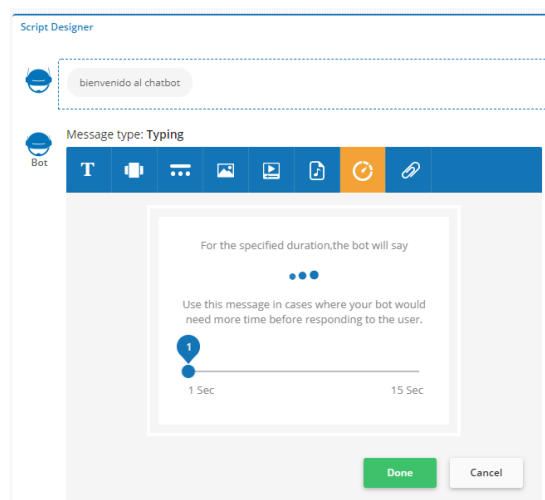 Script Designer
bienvenido al chatbot
Message type: Typing
Bot
T
For the specified duration,the bot will say
Use this message in cases where your bot would
need more time before responding to the user.
1
1 Sec 15 Sec
Done Cancel